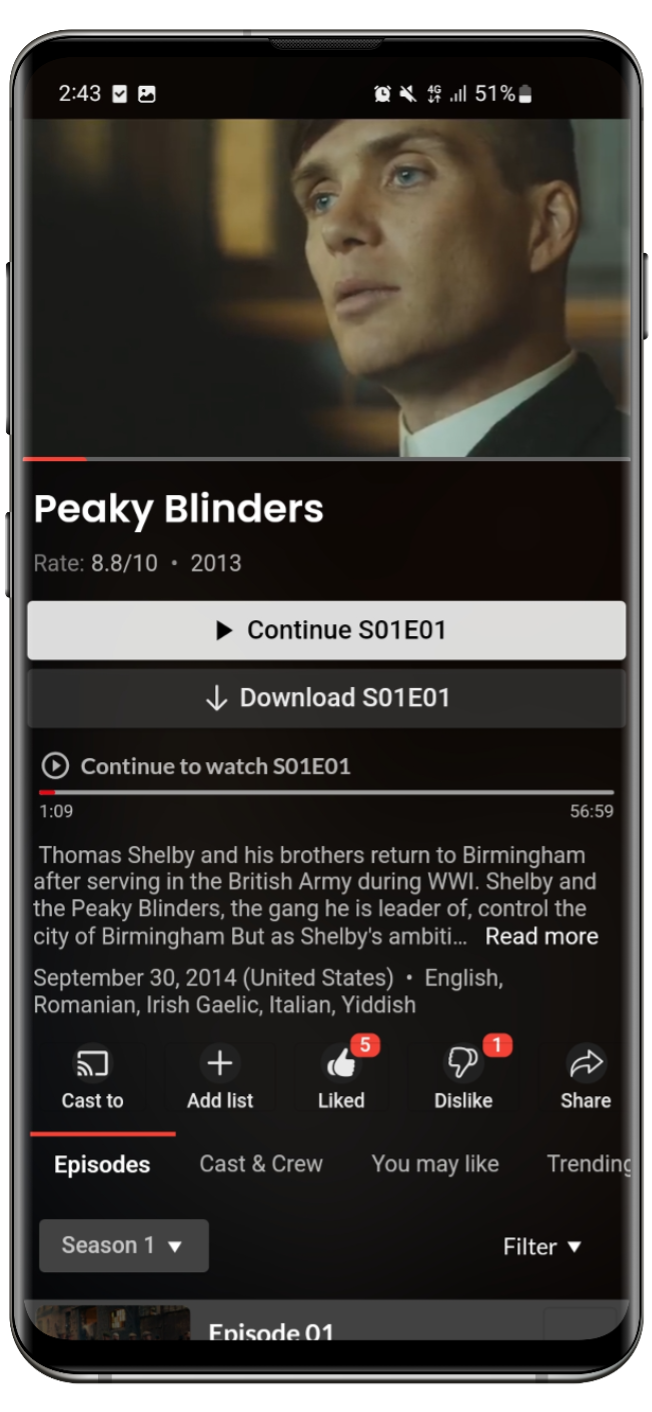 2:43 4G 51%
Peaky Blinders
Rate: 8.8/10 • 2013
Continue S01E01
Download S01E01
Continue to watch S01E01
1:09 56:59
Thomas Shelby and his brothers return to Birmingham
after serving in the British Army during WWI. Shelby and
the Peaky Blinders, the gang he is leader of, control the
city of Birmingham But as Shelby's ambiti... Read more
September 30, 2014 (United States) • English,
Romanian, Irish Gaelic, Italian, Yiddish
5 1
Cast to Add list Liked Dislike Share
Episodes Cast & Crew You may like Trending
Season 1 Filter
Episode 01